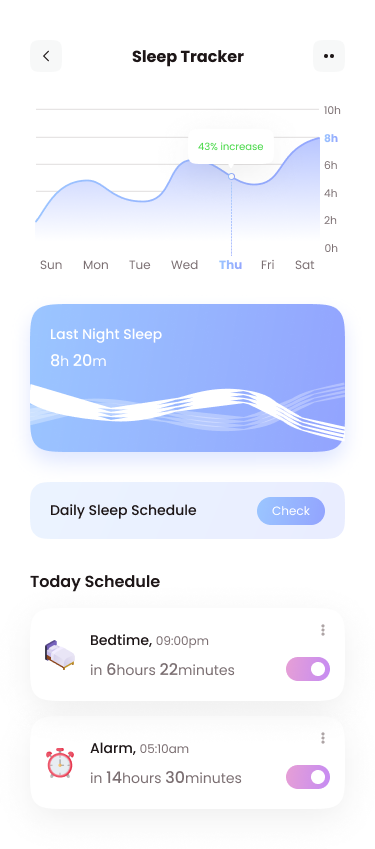 Sleep Tracker
10h
8h
43% increase
6h
4h
2h
0h
Sun Mon Tue Wed Thu Fri Sat
Last Night Sleep
8h 20m
Daily Sleep Schedule Check
Today Schedule
Bedtime, 09:00pm
in 6hours 22minutes
Alarm, 05:10am
in 14hours 30minutes